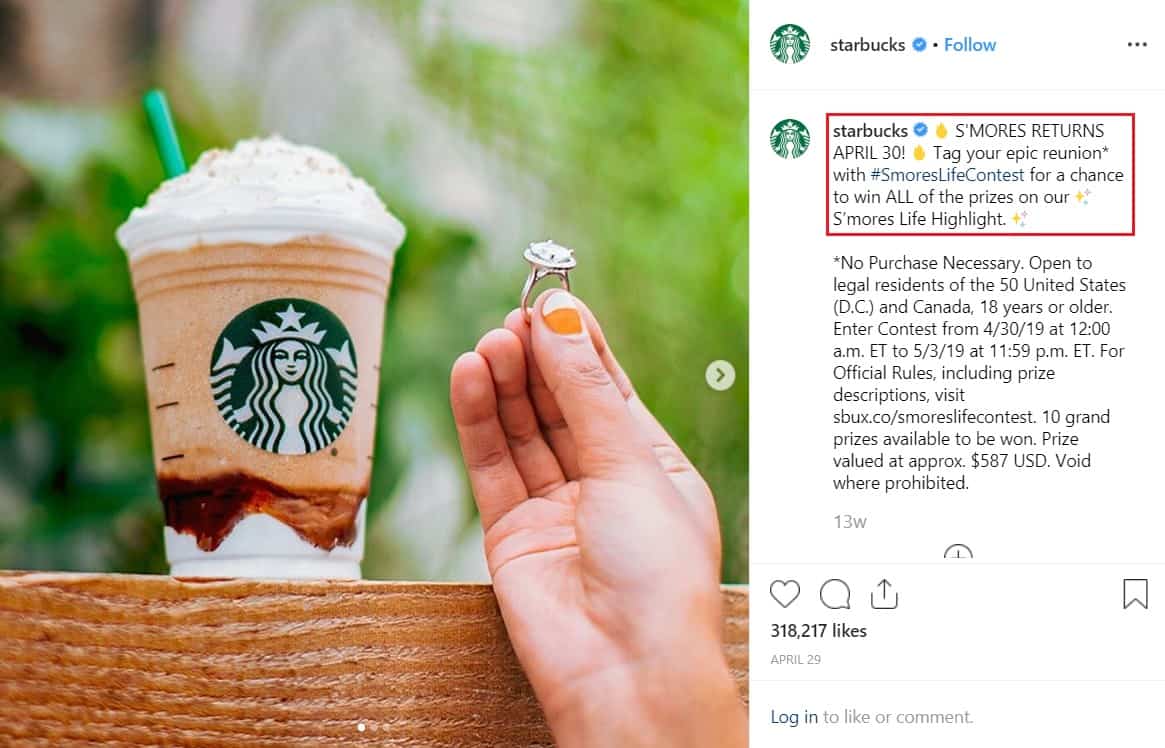 starbucks • Follow
starbucks 🔥 S'MORES RETURNS
APRIL 30! 🔥 Tag your epic reunion*
with #SmoresLifeContest for a chance
to win ALL of the prizes on our ✨
S'mores Life Highlight. ✨
*No Purchase Necessary. Open to
legal residents of the 50 United States
(D.C.) and Canada, 18 years or older.
Enter Contest from 4/30/19 at 12:00
a.m. ET to 5/3/19 at 11:59 p.m. ET. For
Official Rules, including prize
descriptions, visit
sbux.co/smoreslifecontest. 10 grand
prizes available to be won. Prize
valued at approx. $587 USD. Void
where prohibited.
13w
318,217 likes
APRIL 29
Log in to like or comment.